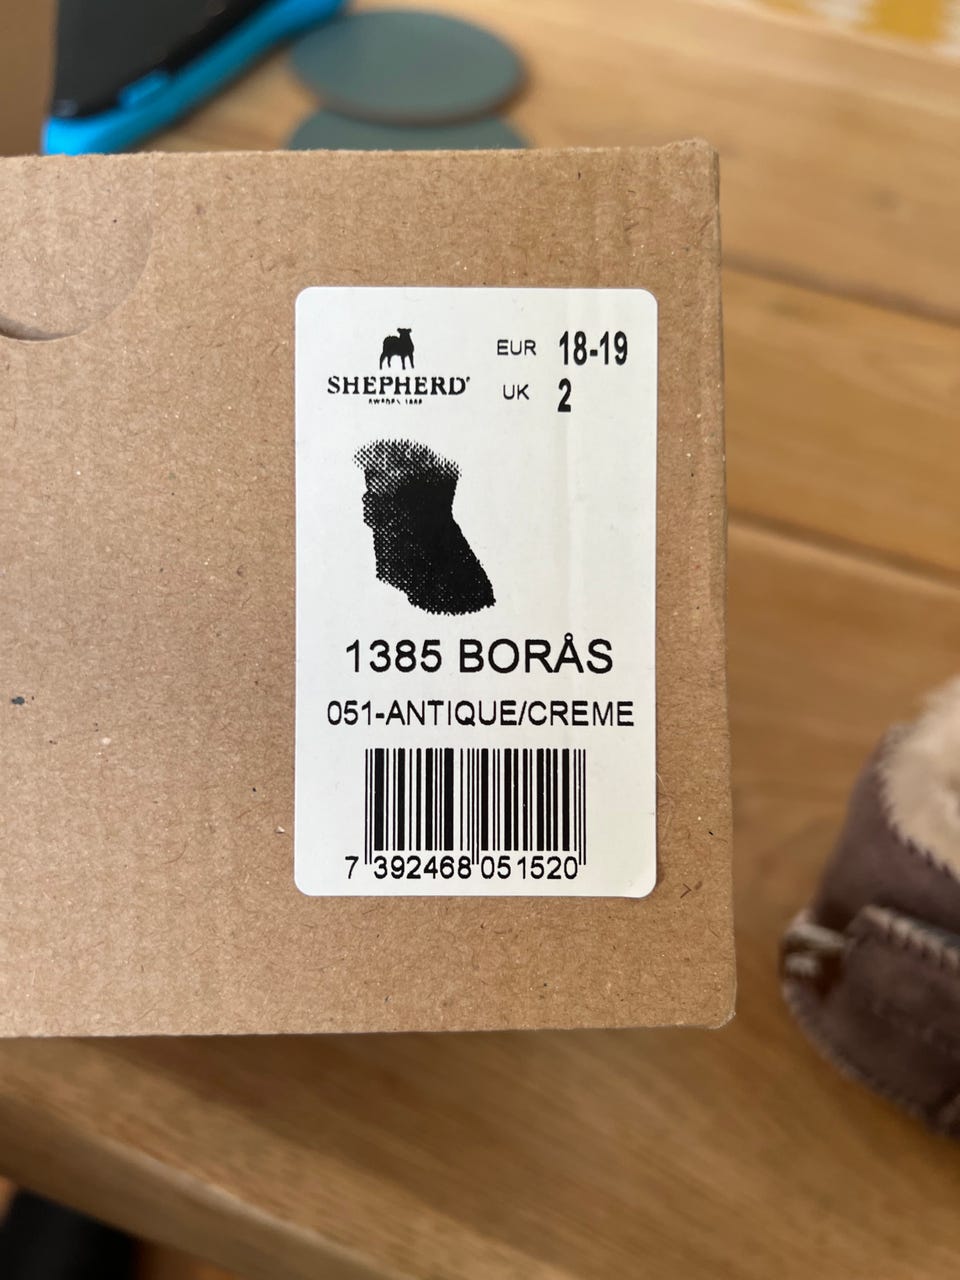 SHEPHERD
EUR 18-19
UK 2
1385 BORÅS
051-ANTIQUE/CREME
7 392468 051520